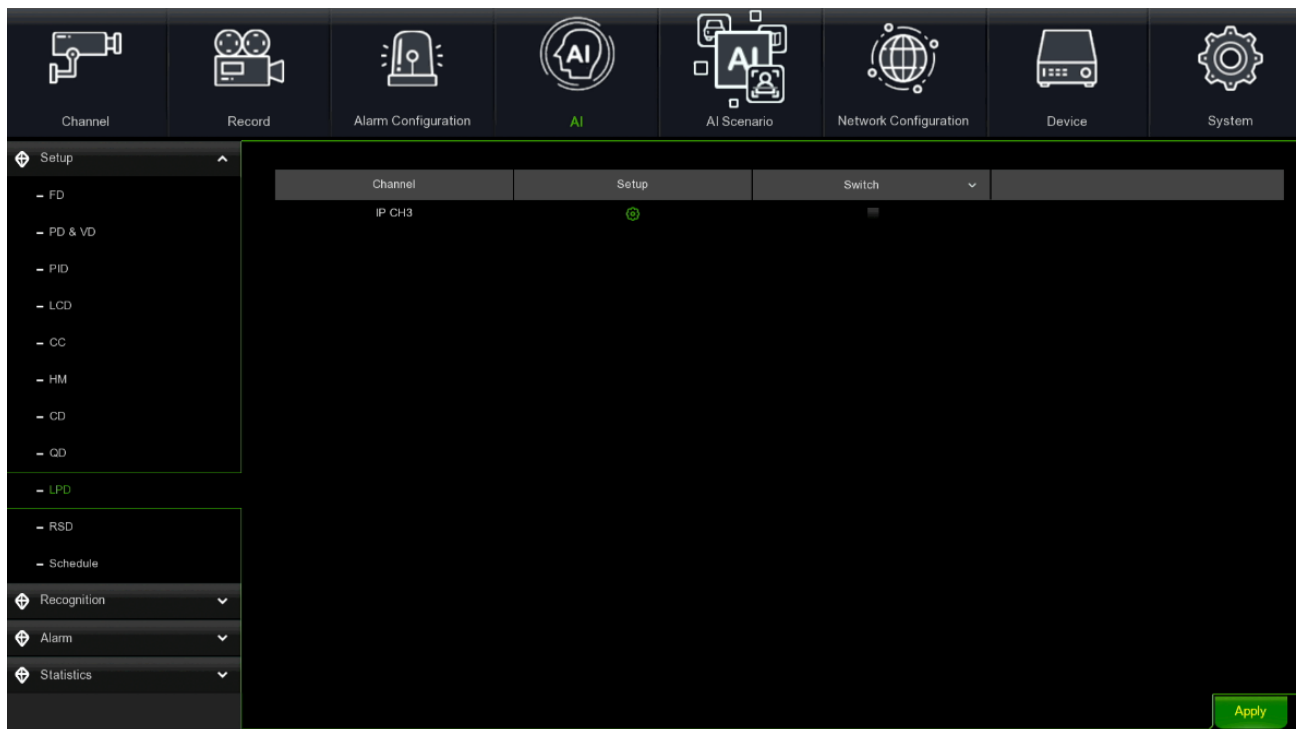 AI
AI
Channel
Record
Alarm Configuration
AI
AI Scenario
Network Configuration
Device
System
Setup
FD
PD & VD
PID
LCD
CC
HM
CD
QD
LPD
RSD
Schedule
Recognition
Alarm
Statistics
Channel Setup Switch
IP CH3
Apply